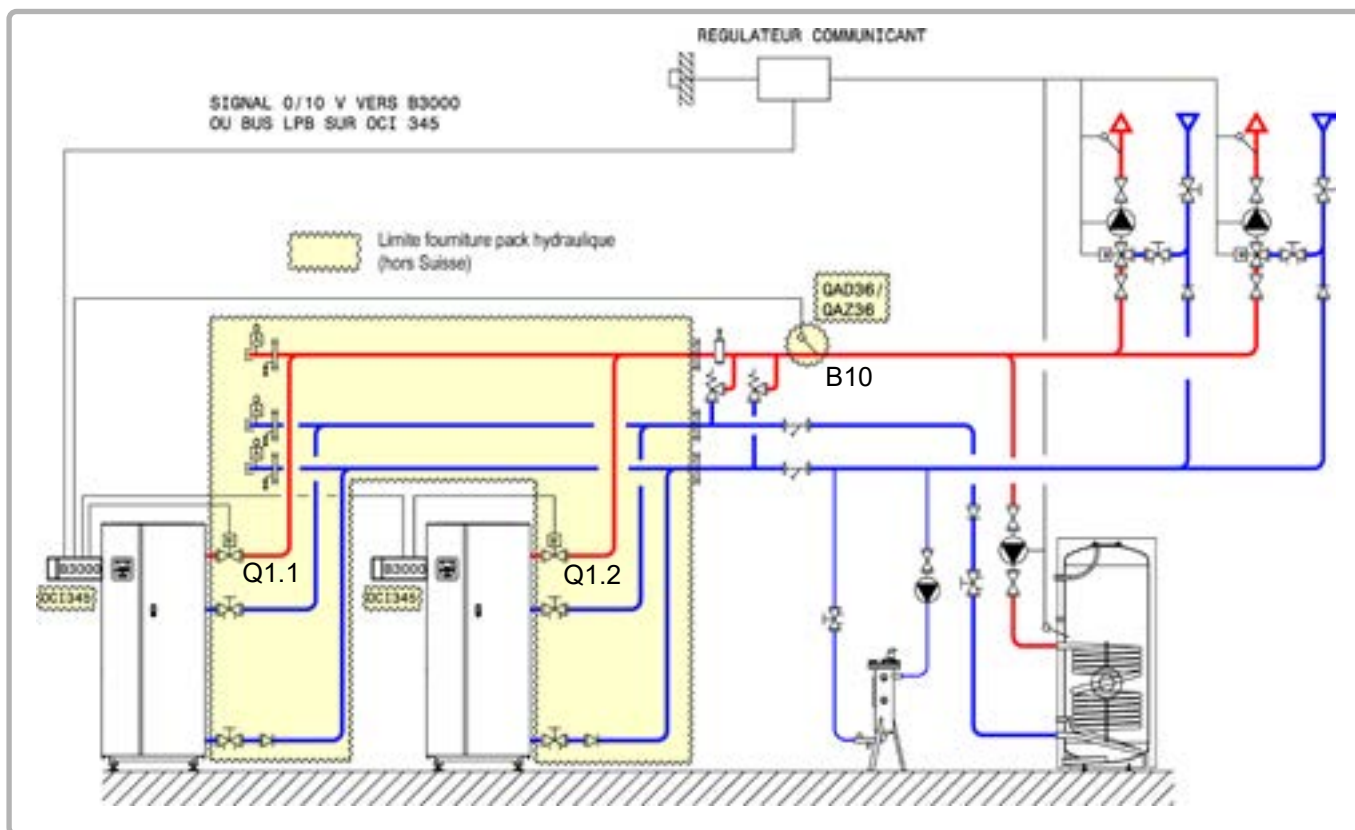 REGULATEUR COMMUNICANT
SIGNAL 0/10 V VERS B3000
OU BUS LPB SUR OCI 345
Limite fourniture pack hydraulique
(hors Suisse)
QAD36/
QAZ36
B10
B3000
Q1.1
B3000
Q1.2
OCI345
OCI345